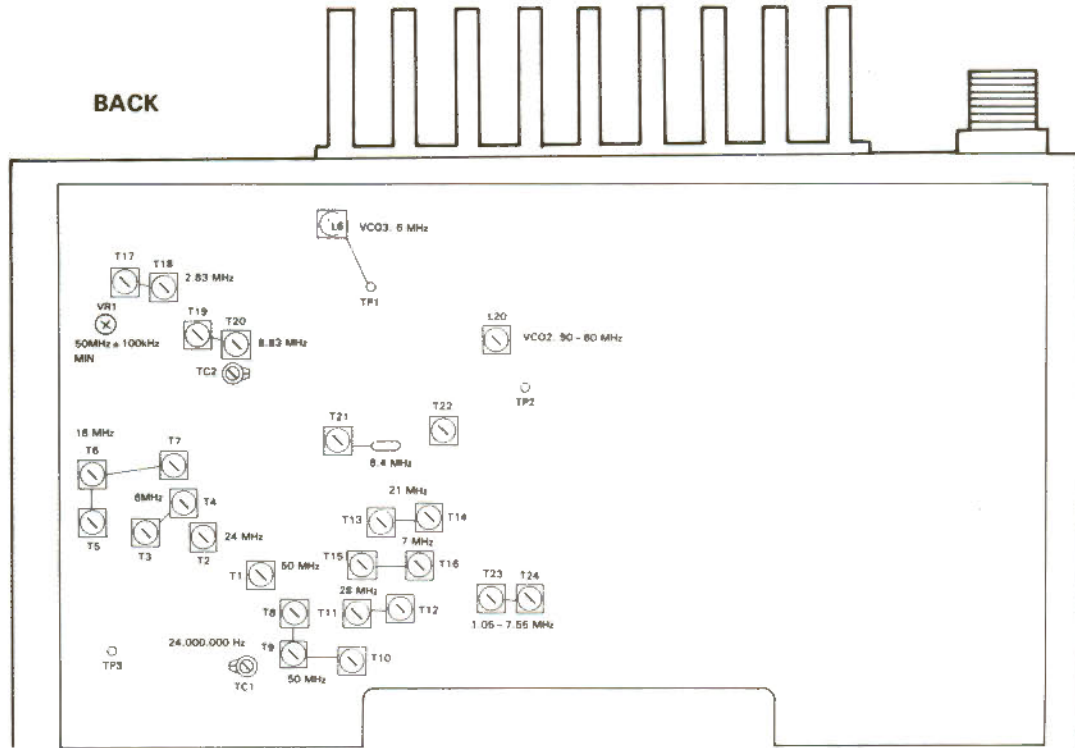 BACK
L6 VCO3. 6 MHz
T17 T18 2.83 MHz
TP1
VR1
T19
T20
L20
50MHz ± 100kHz
MIN
8.83 MHz
VCO2. 90 – 60 MHz
TC2
TP2
T21
T22
18 MHz
T6
T7
8.4 MHz
21 MHz
6MHz
T4
T13
T14
T5
T3
T2
24 MHz
7 MHz
T15
T16
T1
50 MHz
28 MHz
T23
T24
T8
T11
T12
1.05 – 7.55 MHz
24.000.000 Hz
T9
T10
TP3
TC1
50 MHz